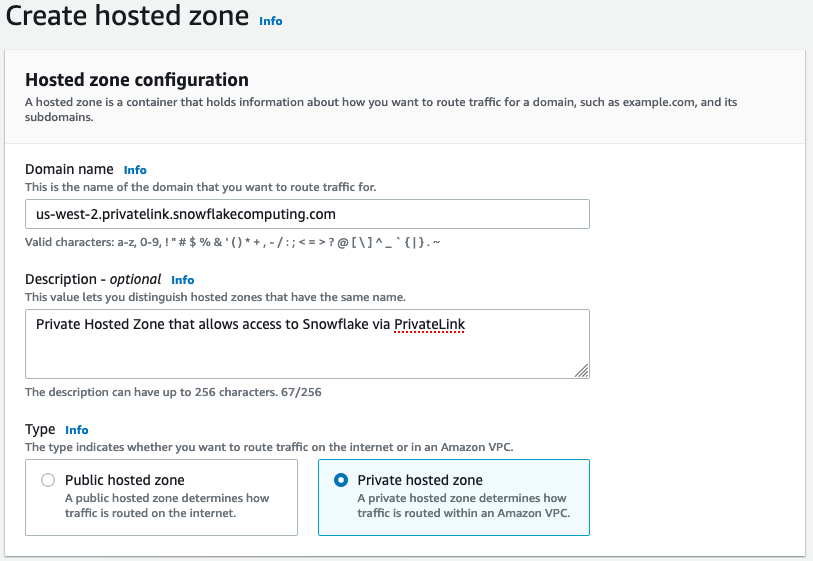 Create hosted zone Info
Hosted zone configuration
A hosted zone is a container that holds information about how you want to route traffic for a domain, such as example.com, and its
subdomains.
Domain name Info
This is the name of the domain that you want to route traffic for.
us-west-2.privatelink.snowflakecomputing.com
Valid characters: a-z, 0-9, ! " # $ % & ' ( ) * + , - / : ; < = > ? @ [ \ ] ^ _ ` { | } . ~
Description - optional Info
This value lets you distinguish hosted zones that have the same name.
Private Hosted Zone that allows access to Snowflake via PrivateLink
The description can have up to 256 characters. 67/256
Type Info
The type indicates whether you want to route traffic on the internet or in an Amazon VPC.
Public hosted zone
A public hosted zone determines how
traffic is routed on the internet.
Private hosted zone
A private hosted zone determines how
traffic is routed within an Amazon VPC.